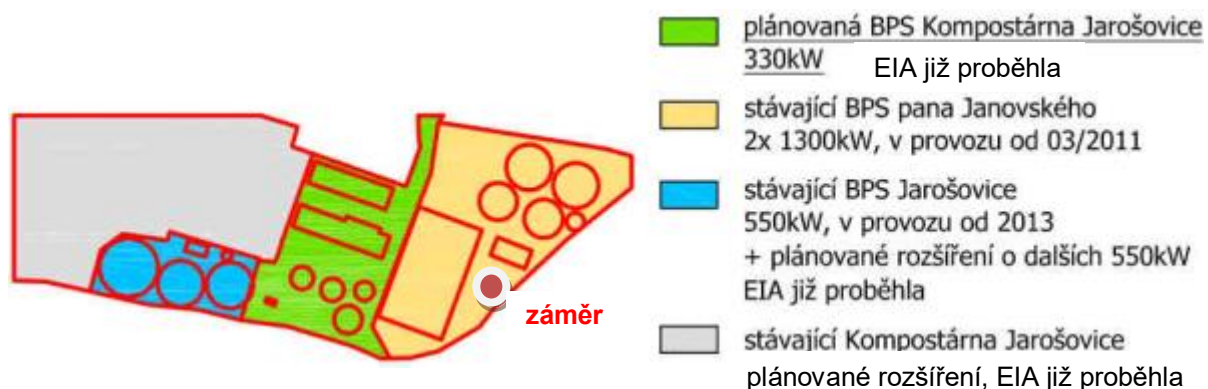 plánovaná BPS Kompostárna Jarošovice
330kW EIA již proběhla
stávající BPS pana Janovského
2x 1300kW, v provozu od 03/2011
stávající BPS Jarošovice
550kW, v provozu od 2013
+ plánované rozšíření o dalších 550kW
EIA již proběhla
stávající Kompostárna Jarošovice
plánované rozšíření, EIA již proběhla
záměr